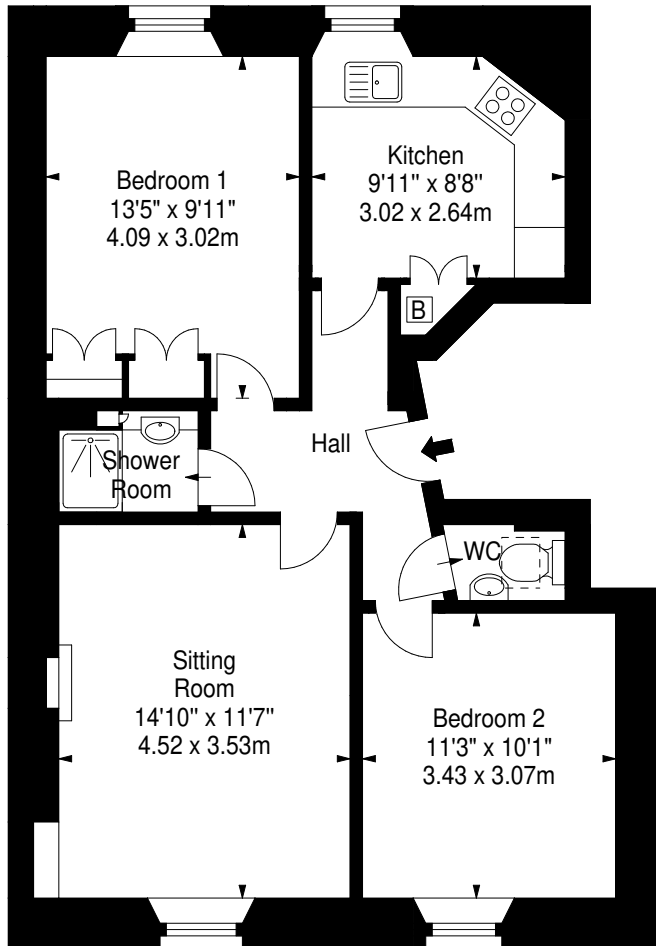 Bedroom 1
13'5" x 9'11"
4.09 x 3.02m
Kitchen
9'11" x 8'8"
3.02 x 2.64m
B
Hall
Shower
Room
WC
Sitting
Room
14'10" x 11'7"
4.52 x 3.53m
Bedroom 2
11'3" x 10'1"
3.43 x 3.07m